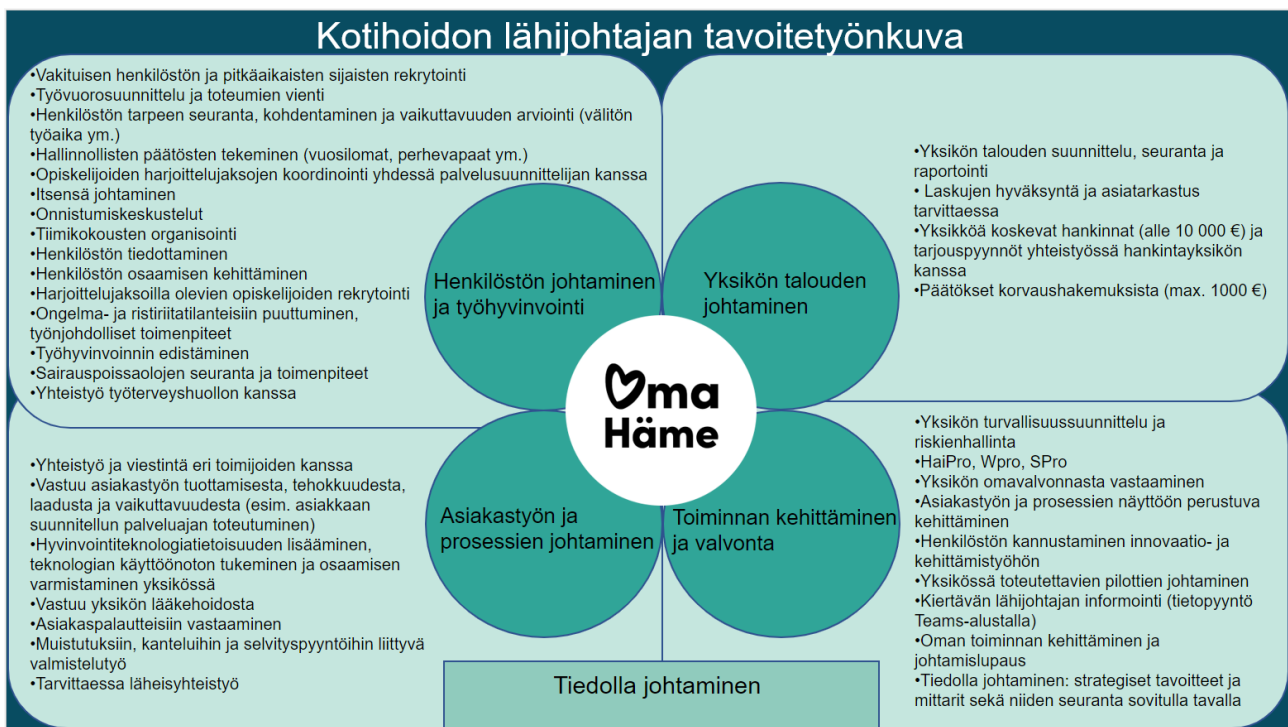 Kotihoidon lähijohtajan tavoitetyönkuva
•Vakituisen henkilöstön ja pitkäaikaisten sijaisten rekrytointi
•Työvuorosuunnittelu ja toteumien vienti
•Henkilöstön tarpeen seuranta, kohdentaminen ja vaikuttavuuden arviointi (välitön
työaika ym.)
•Hallinnollisten päätösten tekeminen (vuosilomat, perhevapaat ym.)
•Opiskelijoiden harjoittelujaksojen koordinointi yhdessä palvelusuunnittelijan kanssa
•Itsensä johtaminen
•Onnistumiskeskustelut
•Tiimikokousten organisointi
•Henkilöstön tiedottaminen
•Henkilöstön osaamisen kehittäminen
•Harjoittelujaksoilla olevien opiskelijoiden rekrytointi
•Ongelma- ja ristiriitatilanteisiin puuttuminen,
työnjohdolliset toimenpiteet
•Työhyvinvoinnin edistäminen
•Sairauspoissaolojen seuranta ja toimenpiteet
•Yhteistyö työterveyshuollon kanssa
Henkilöstön johtaminen
ja työhyvinvointi
Yksikön talouden
johtaminen
•Yksikön talouden suunnittelu, seuranta ja
raportointi
• Laskujen hyväksyntä ja asiatarkastus
tarvittaessa
•Yksikköä koskevat hankinnat (alle 10 000 €) ja
tarjouspyynnöt yhteistyössä hankintayksikön
kanssa
•Päätökset korvaushakemuksista (max. 1000 €)
Oma
Häme
•Yhteistyö ja viestintä eri toimijoiden kanssa
•Vastuu asiakastyön tuottamisesta, tehokkuudesta,
laadusta ja vaikuttavuudesta (esim. asiakkaan
suunnitellun palveluajan toteutuminen)
•Hyvinvointiteknologiatietoisuuden lisääminen,
teknologian käyttöönoton tukeminen ja osaamisen
varmistaminen yksikössä
•Vastuu yksikön lääkehoidosta
•Asiakaspalautteisiin vastaaminen
•Muistutuksiin, kanteluihin ja selvityspyyntöihin liittyvä
valmistelutyö
•Tarvittaessa läheisyhteistyö
Asiakastyön ja
prosessien johtaminen
Toiminnan kehittäminen
ja valvonta
•Yksikön turvallisuussuunnittelu ja
riskienhallinta
•HaiPro, Wpro, SPro
•Yksikön omavalvonnasta vastaaminen
•Asiakastyön ja prosessien näyttöön perustuva
kehittäminen
•Henkilöstön kannustaminen innovaatio- ja
kehittämistyöhön
•Yksikössä toteutettavien pilottien johtaminen
•Kiertävän lähijohtajan informointi (tietopyyntö
Teams-alustalla)
•Oman toiminnan kehittäminen ja
johtamislupaus
•Tiedolla johtaminen: strategiset tavoitteet ja
mittarit sekä niiden seuranta sovitulla tavalla
Tiedolla johtaminen